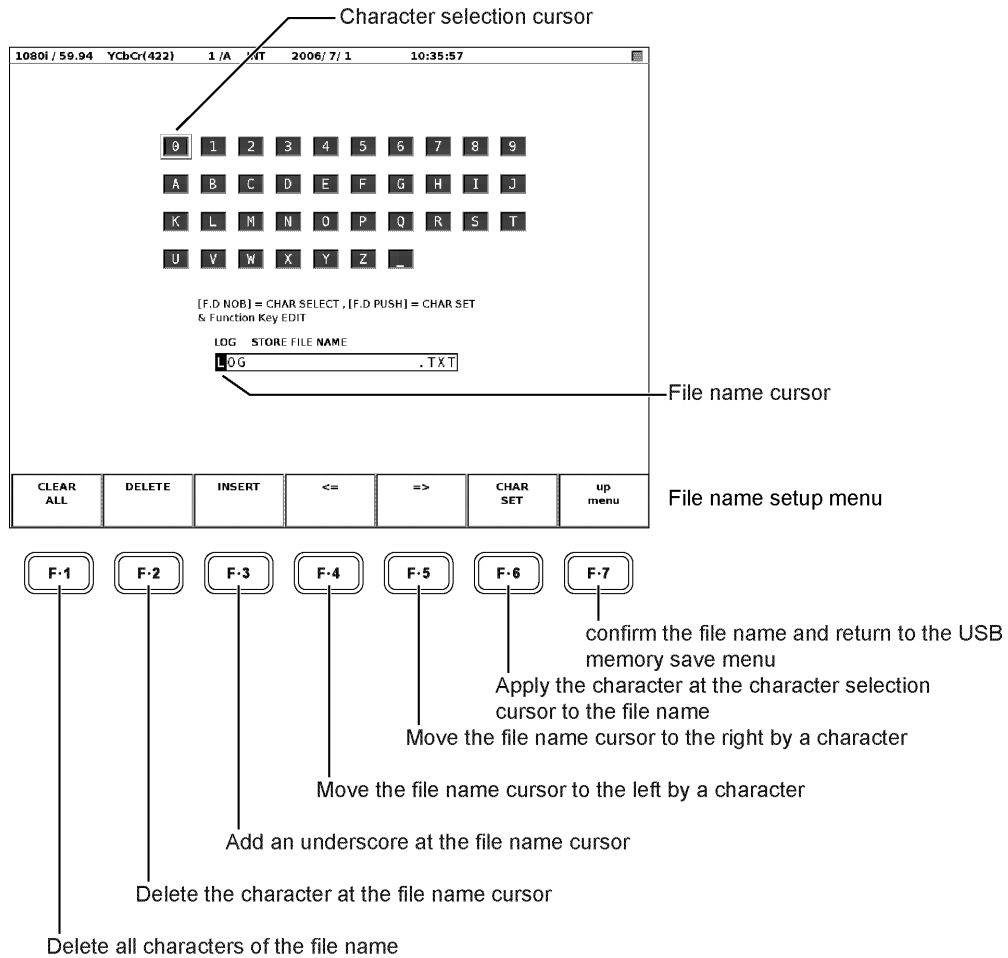 Character selection cursor
1080i / 59.94 YCbCr(422) 1 /A INT 2006/ 7/ 1 10:35:57
0 1 2 3 4 5 6 7 8 9
A B C D E F G H I J
K L M N O P Q R S T
U V W X Y Z _
[F.D NOB] = CHAR SELECT , [F.D PUSH] = CHAR SET
& Function Key EDIT
LOG STORE FILE NAME
LOG .TXT
File name cursor
CLEAR ALL DELETE INSERT <= => CHAR SET up menu
File name setup menu
F·1 F·2 F·3 F·4 F·5 F·6 F·7
confirm the file name and return to the USB
memory save menu
Apply the character at the character selection
cursor to the file name
Move the file name cursor to the right by a character
Move the file name cursor to the left by a character
Add an underscore at the file name cursor
Delete the character at the file name cursor
Delete all characters of the file name